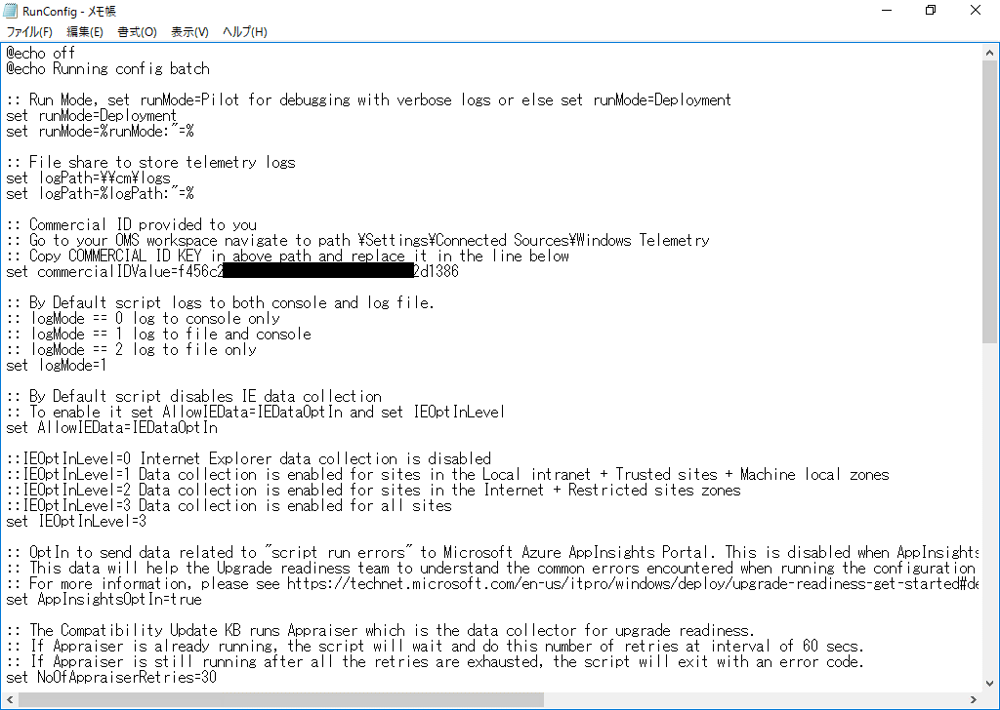 RunConfig - メモ帳
ファイル(F) 編集(E) 書式(O) 表示(V) ヘルプ(H)
@echo off
@echo Running config batch
:: Run Mode, set runMode=Pilot for debugging with verbose logs or else set runMode=Deployment
set runMode=Deployment
set runMode=%runMode:"=%
:: File share to store telemetry logs
set logPath=¥¥cm¥logs
set logPath=%logPath:"=%
:: Commercial ID provided to you
:: Go to your OMS workspace navigate to path ¥Settings¥Connected Sources¥Windows Telemetry
:: Copy COMMERCIAL ID KEY in above path and replace it in the line below
set commercialIDValue=f456c2 2d1386
:: By Default script logs to both console and log file.
:: logMode == 0 log to console only
:: logMode == 1 log to file and console
:: logMode == 2 log to file only
set logMode=1
:: By Default script disables IE data collection
:: To enable it set AllowIEData=IEDataOptIn and set IEOptInLevel
set AllowIEData=IEDataOptIn
::IEOptInLevel=0 Internet Explorer data collection is disabled
::IEOptInLevel=1 Data collection is enabled for sites in the Local intranet + Trusted sites + Machine local zones
::IEOptInLevel=2 Data collection is enabled for sites in the Internet + Restricted sites zones
::IEOptInLevel=3 Data collection is enabled for all sites
set IEOptInLevel=3
:: OptIn to send data related to "script run errors" to Microsoft Azure AppInsights Portal. This is disabled when AppInsights
:: This data will help the Upgrade readiness team to understand the common errors encountered when running the configuration
:: For more information, please see https://technet.microsoft.com/en-us/itpro/windows/deploy/upgrade-readiness-get-started#de
set AppInsightsOptIn=true
:: The Compatibility Update KB runs Appraiser which is the data collector for upgrade readiness.
:: If Appraiser is already running, the script will wait and do this number of retries at interval of 60 secs.
:: If Appraiser is still running after all the retries are exhausted, the script will exit with an error code.
set NoOfAppraiserRetries=30